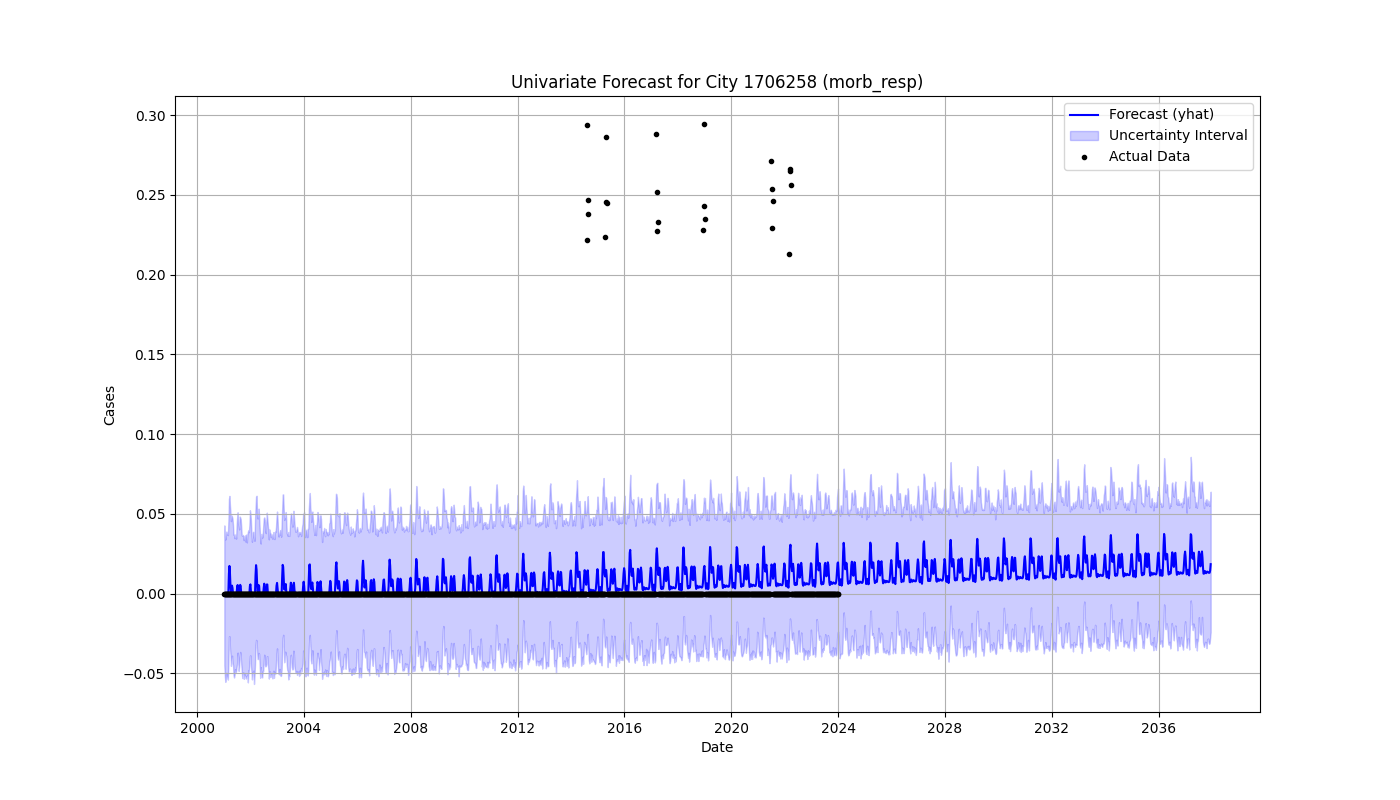 Univariate Forecast for City 1706258 (morb_resp)
Forecast (yhat)
Uncertainty Interval
Actual Data
Cases
0.30
0.25
0.20
0.15
0.10
0.05
0.00
−0.05
2000 2004 2008 2012 2016 2020 2024 2028 2032 2036
Date